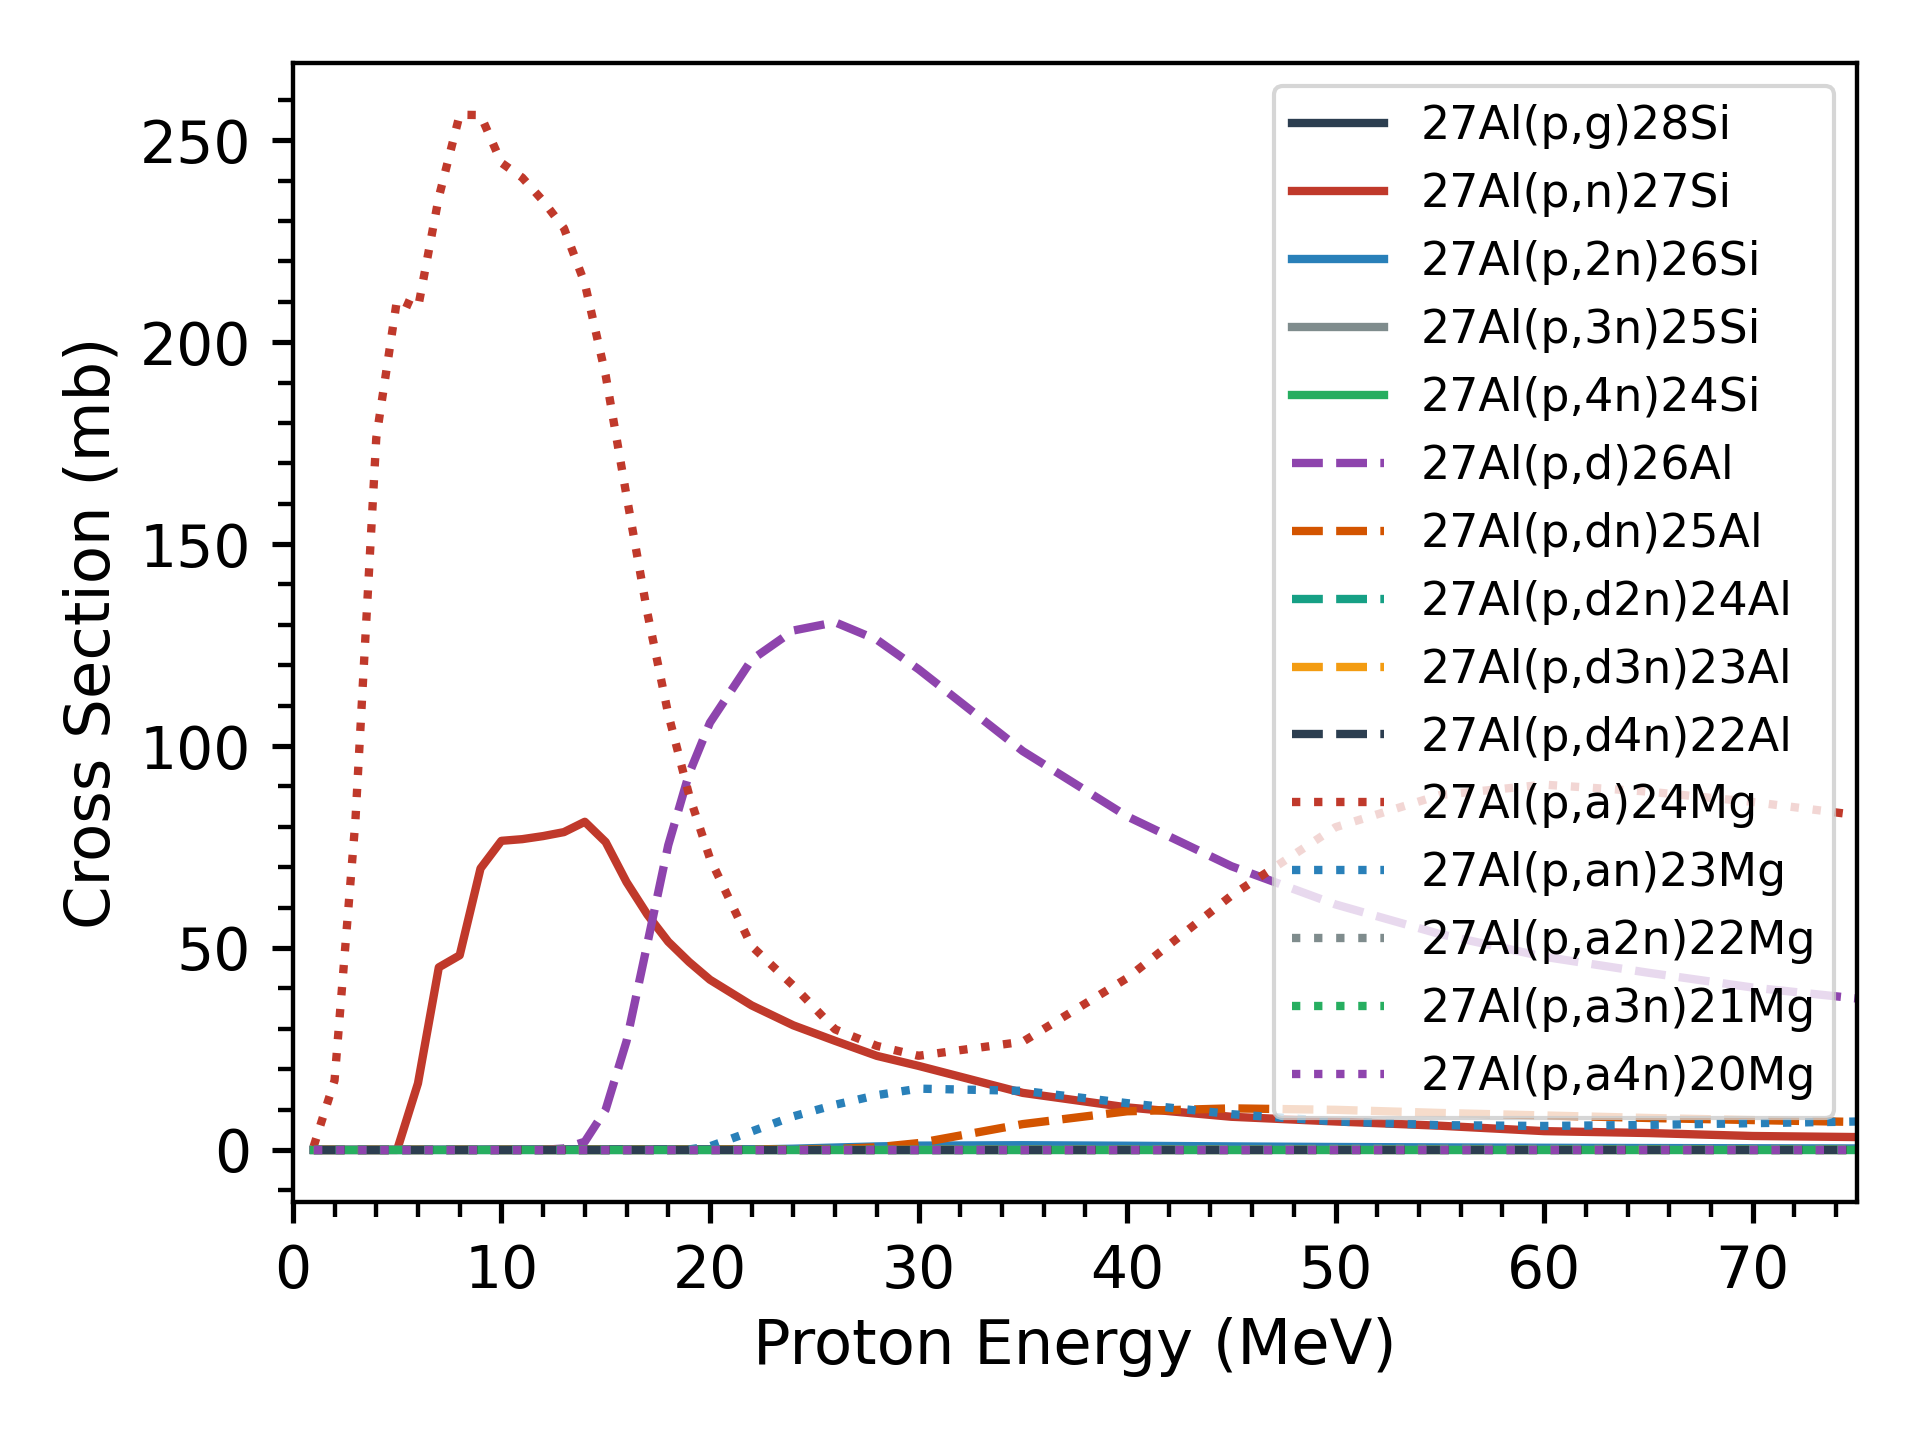 Cross Section (mb)
250
200
150
100
50
0
27Al(p,g)28Si
27Al(p,n)27Si
27Al(p,2n)26Si
27Al(p,3n)25Si
27Al(p,4n)24Si
27Al(p,d)26Al
27Al(p,dn)25Al
27Al(p,d2n)24Al
27Al(p,d3n)23Al
27Al(p,d4n)22Al
27Al(p,a)24Mg
27Al(p,an)23Mg
27Al(p,a2n)22Mg
27Al(p,a3n)21Mg
27Al(p,a4n)20Mg
0 10 20 30 40 50 60 70
Proton Energy (MeV)